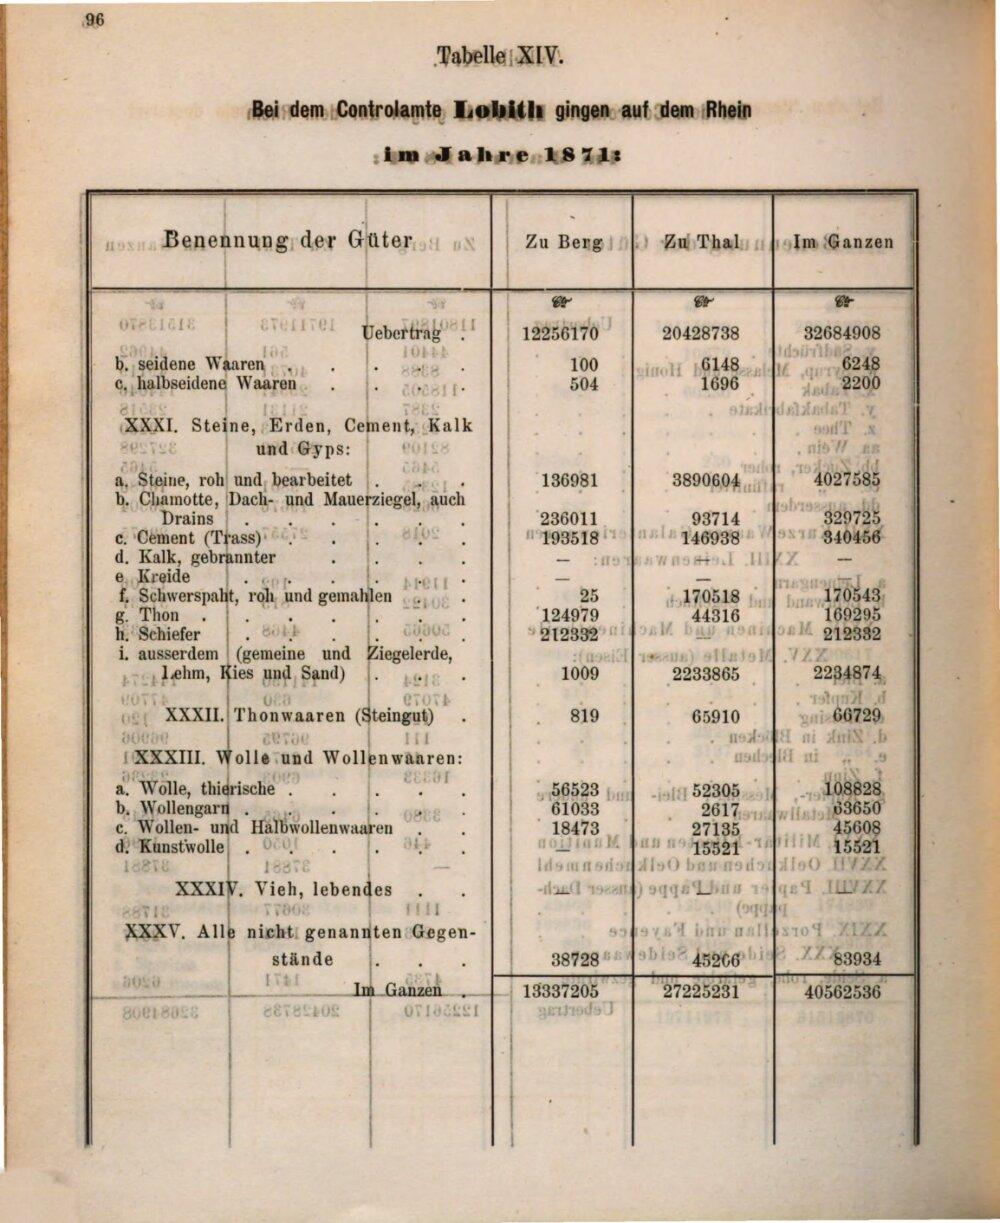 96
Tabelle XIV.
Bei dem Controlamte Lobith gingen auf dem Rhein
im Jahre 1871:
Benennung der Güter Zu Berg Zu Thal Im Ganzen
Ctr Ctr Ctr
Uebertrag . 12256170 20428738 32684908
b. seidene Waaren . . . . . 100 6148 6248
c. halbseidene Waaren . . . . 504 1696 2200
XXXI. Steine, Erden, Cement, Kalk
und Gyps:
a. Steine, roh und bearbeitet . . . 136981 3890604 4027585
b. Chamotte, Dach- und Mauerziegel, auch
Drains . . . . . . 236011 93714 329725
c. Cement (Trass) . . . . . 193518 146938 340456
d. Kalk, gebrannter . . . . — — —
e Kreide . . . . . . — —
f. Schwerspaht, roh und gemahlen . . 25 170518 170543
g. Thon . . . . . . . 124979 44316 169295
h. Schiefer . . . . . . 212332 — 212332
i. ausserdem (gemeine und Ziegelerde,
Lehm, Kies und Sand) . . . 1009 2233865 2234874
XXXII. Thonwaaren (Steingut) . 819 65910 66729
XXXIII. Wolle und Wollenwaaren:
a. Wolle, thierische . . . . . 56523 52305 108828
b. Wollengarn . . . . . . 61033 2617 63650
c. Wollen- und Halbwollenwaaren . . 18473 27135 45608
d. Kunstwolle . . . . . . — 15521 15521
XXXIV. Vieh, lebendes . . — — —
XXXV. Alle nicht genannten Gegen-
stände . . . 38728 45206 83934
Im Ganzen . 13337205 27225231 40562536